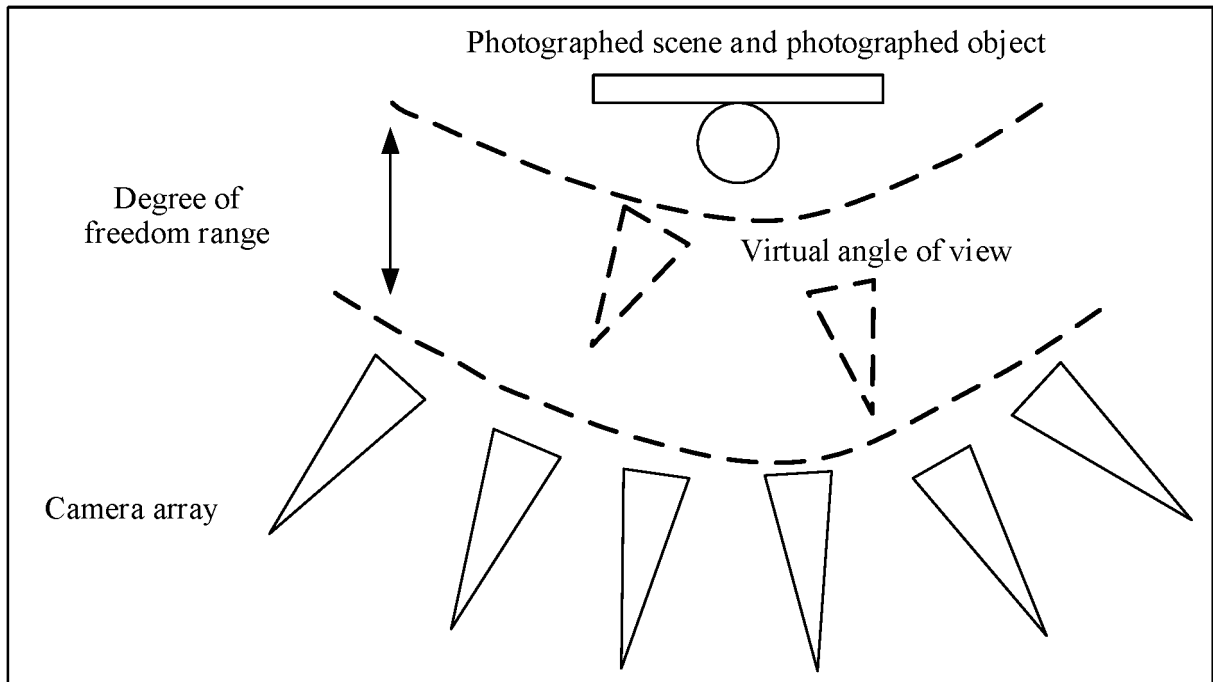 Photographed scene and photographed object
Degree of
freedom range
Virtual angle of view
Camera array